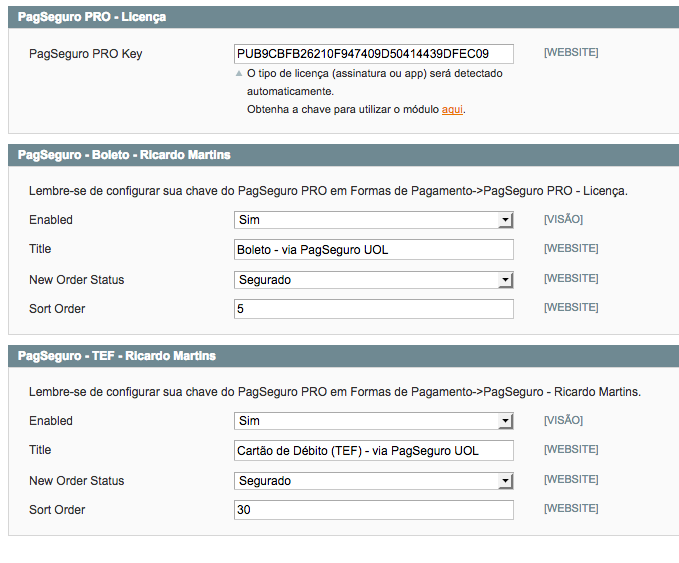 PagSeguro PRO - Licença
PagSeguro PRO Key PUB9CBFB26210F947409D50414439DFEC09 [WEBSITE]
O tipo de licença (assinatura ou app) será detectado
automaticamente.
Obtenha a chave para utilizar o módulo aqui.
PagSeguro - Boleto - Ricardo Martins
Lembre-se de configurar sua chave do PagSeguro PRO em Formas de Pagamento->PagSeguro PRO - Licença.
Enabled Sim [VISÃO]
Title Boleto - via PagSeguro UOL [WEBSITE]
New Order Status Segurado [WEBSITE]
Sort Order 5 [WEBSITE]
PagSeguro - TEF - Ricardo Martins
Lembre-se de configurar sua chave do PagSeguro PRO em Formas de Pagamento->PagSeguro - Ricardo Martins.
Enabled Sim [VISÃO]
Title Cartão de Débito (TEF) - via PagSeguro UOL [WEBSITE]
New Order Status Segurado [WEBSITE]
Sort Order 30 [WEBSITE]